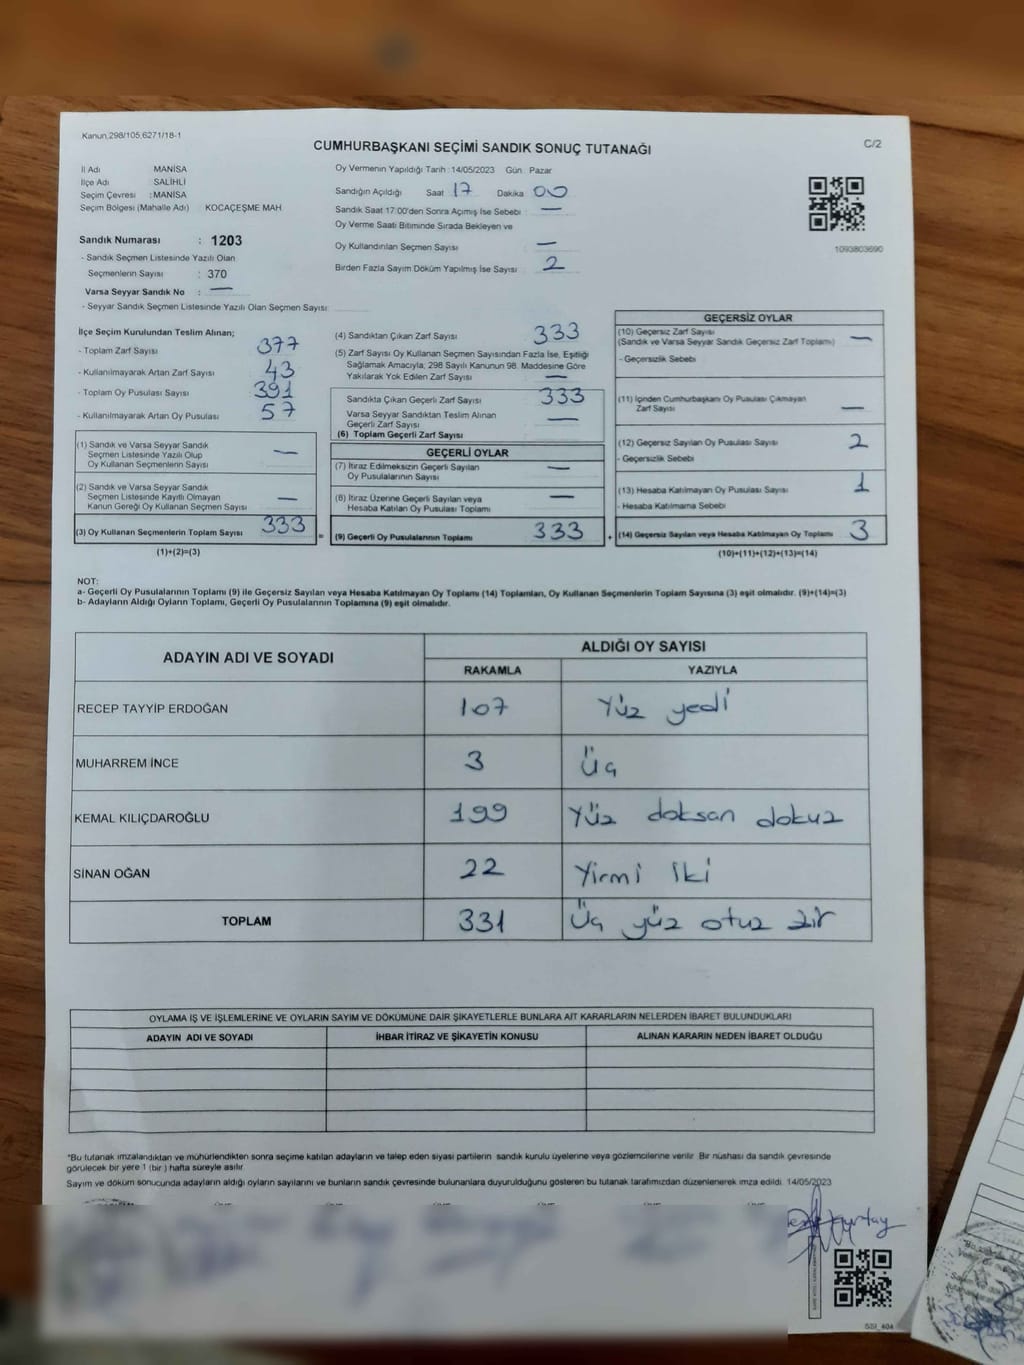 Kanun,298/105,6271/18-1
CUMHURBAŞKANI SEÇİMİ SANDIK SONUÇ TUTANAĞI
C/2
İl Adı MANİSA
İlçe Adı SALİHLİ
Seçim Çevresi : MANİSA
Seçim Bölgesi (Mahalle Adı) KOCAÇEŞME MAH
Sandık Numarası : 1203
- Sandık Seçmen Listesinde Yazılı Olan
Seçmenlerin Sayısı : 370
Varsa Seyyar Sandık No : —
- Seyyar Sandık Seçmen Listesinde Yazılı Olan Seçmen Sayısı:
Oy Vermenin Yapıldığı Tarih : 14/05/2023 Gün Pazar
Sandığın Açıldığı Saat 17 Dakika 00
Sandık Saat 17:00'den Sonra Açımış İse Sebebi : —
Oy Verme Saati Bitiminde Sırada Bekleyen ve
Oy Kullandırılan Seçmen Sayısı : —
Birden Fazla Sayım Döküm Yapılmış İse Sayısı : 2
1093803690
İlçe Seçim Kurulundan Teslim Alınan;
- Toplam Zarf Sayısı 377
- Kullanılmayarak Artan Zarf Sayısı 43
- Toplam Oy Pusulası Sayısı 391
- Kullanılmayarak Artan Oy Pusulası 57
(1) Sandık ve Varsa Seyyar Sandık
Seçmen Listesinde Yazılı Olup
Oy Kullanan Seçmenlerin Sayısı —
(2) Sandık ve Varsa Seyyar Sandık
Seçmen Listesinde Kayıtlı Olmayan
Kanun Gereği Oy Kullanan Seçmen Sayısı —
(3) Oy Kullanan Seçmenlerin Toplam Sayısı 333
(1)+(2)=(3)
(4) Sandıktan Çıkan Zarf Sayısı 333
(5) Zarf Sayısı Oy Kullanan Seçmen Sayısından Fazla İse, Eşitliği
Sağlamak Amacıyla; 298 Sayılı Kanunun 98. Maddesine Göre
Yakılarak Yok Edilen Zarf Sayısı —
Sandıkta Çıkan Geçerli Zarf Sayısı 333
Varsa Seyyar Sandıktan Teslim Alınan
Geçerli Zarf Sayısı —
(6) Toplam Geçerli Zarf Sayısı
GEÇERLİ OYLAR
(7) İtiraz Edilmeksizin Geçerli Sayılan
Oy Pusulalarının Sayısı —
(8) İtiraz Üzerine Geçerli Sayılan veya
Hesaba Katılan Oy Pusulası Toplamı —
= (9) Geçerli Oy Pusulalarının Toplamı 333
GEÇERSİZ OYLAR
(10) Geçersiz Zarf Sayısı
(Sandık ve Varsa Seyyar Sandık Geçersiz Zarf Toplamı) —
- Geçersizlik Sebebi
(11) İçinden Cumhurbaşkanı Oy Pusulası Çıkmayan
Zarf Sayısı —
(12) Geçersiz Sayılan Oy Pusulası Sayısı 2
- Geçersizlik Sebebi
(13) Hesaba Katılmayan Oy Pusulası Sayısı 1
- Hesaba Katılmama Sebebi
+ (14) Geçersiz Sayılan veya Hesaba Katılmayan Oy Toplamı 3
(10)+(11)+(12)+(13)=(14)
NOT:
a- Geçerli Oy Pusulalarının Toplamı (9) ile Geçersiz Sayılan veya Hesaba Katılmayan Oy Toplamı (14) Toplamları, Oy Kullanan Seçmenlerin Toplam Sayısına (3) eşit olmalıdır. (9)+(14)=(3)
b- Adayların Aldığı Oyların Toplamı, Geçerli Oy Pusulalarının Toplamına (9) eşit olmalıdır.
ADAYIN ADI VE SOYADI ALDIĞI OY SAYISI
RAKAMLA YAZIYLA
RECEP TAYYİP ERDOĞAN 107 Yüz yedi
MUHARREM İNCE 3 Üç
KEMAL KILIÇDAROĞLU 199 Yüz doksan dokuz
SİNAN OĞAN 22 Yirmi iki
TOPLAM 331 Üç yüz otuz bir
OYLAMA İŞ VE İŞLEMLERİNE VE OYLARIN SAYIM VE DÖKÜMÜNE DAİR ŞİKAYETLERLE BUNLARA AİT KARARLARIN NELERDEN İBARET BULUNDUKLARI
ADAYIN ADI VE SOYADI İHBAR İTİRAZ VE ŞİKAYETİN KONUSU ALINAN KARARIN NEDEN İBARET OLDUĞU
*Bu tutanak imzalandıktan ve mühürlendikten sonra seçime katılan adayların ve talep eden siyasi partilerin sandık kurulu üyelerine veya gözlemcilerine verilir. Bir nüshası da sandık çevresinde
görülecek bir yere 1 (bir) hafta süreyle asılır.
Sayım ve döküm sonucunda adayların aldığı oyların sayılarını ve bunların sandık çevresinde bulunanlara duyurulduğunu gösteren bu tutanak tarafımızdan düzenlenerek imza edildi. 14/05/2023
SSİ_404